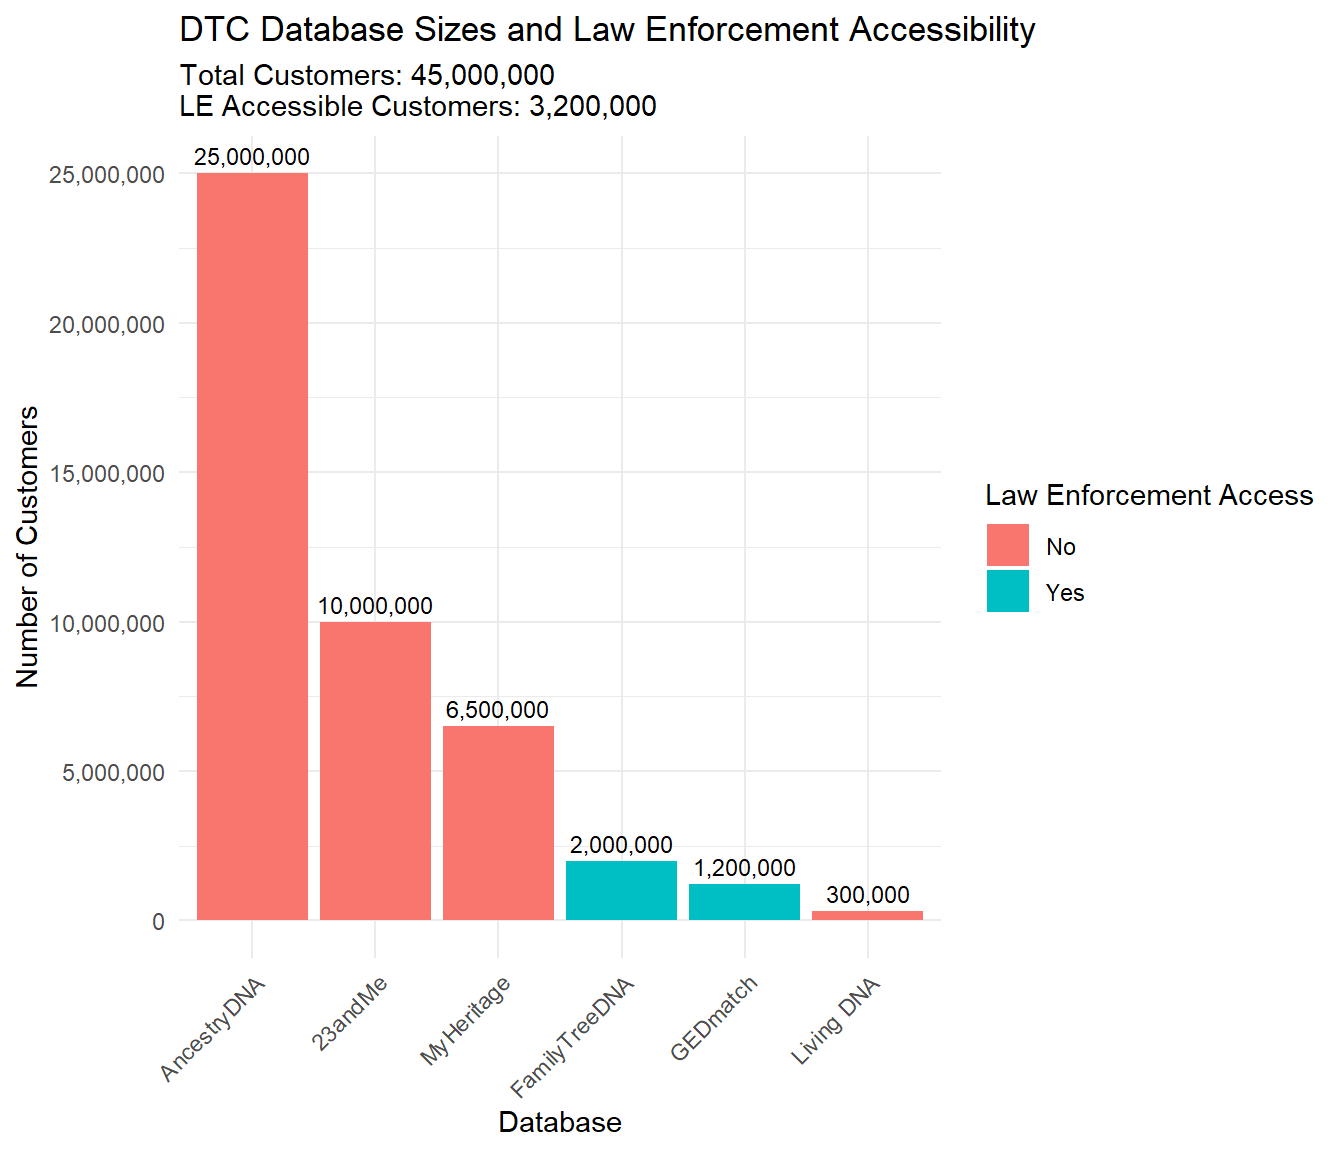 DTC Database Sizes and Law Enforcement Accessibility
Total Customers: 45,000,000
LE Accessible Customers: 3,200,000
Number of Customers
25,000,000
20,000,000
15,000,000
10,000,000
5,000,000
0
25,000,000
10,000,000
6,500,000
2,000,000
1,200,000
300,000
AncestryDNA
23andMe
MyHeritage
FamilyTreeDNA
GEDmatch
Living DNA
Database
Law Enforcement Access
No
Yes